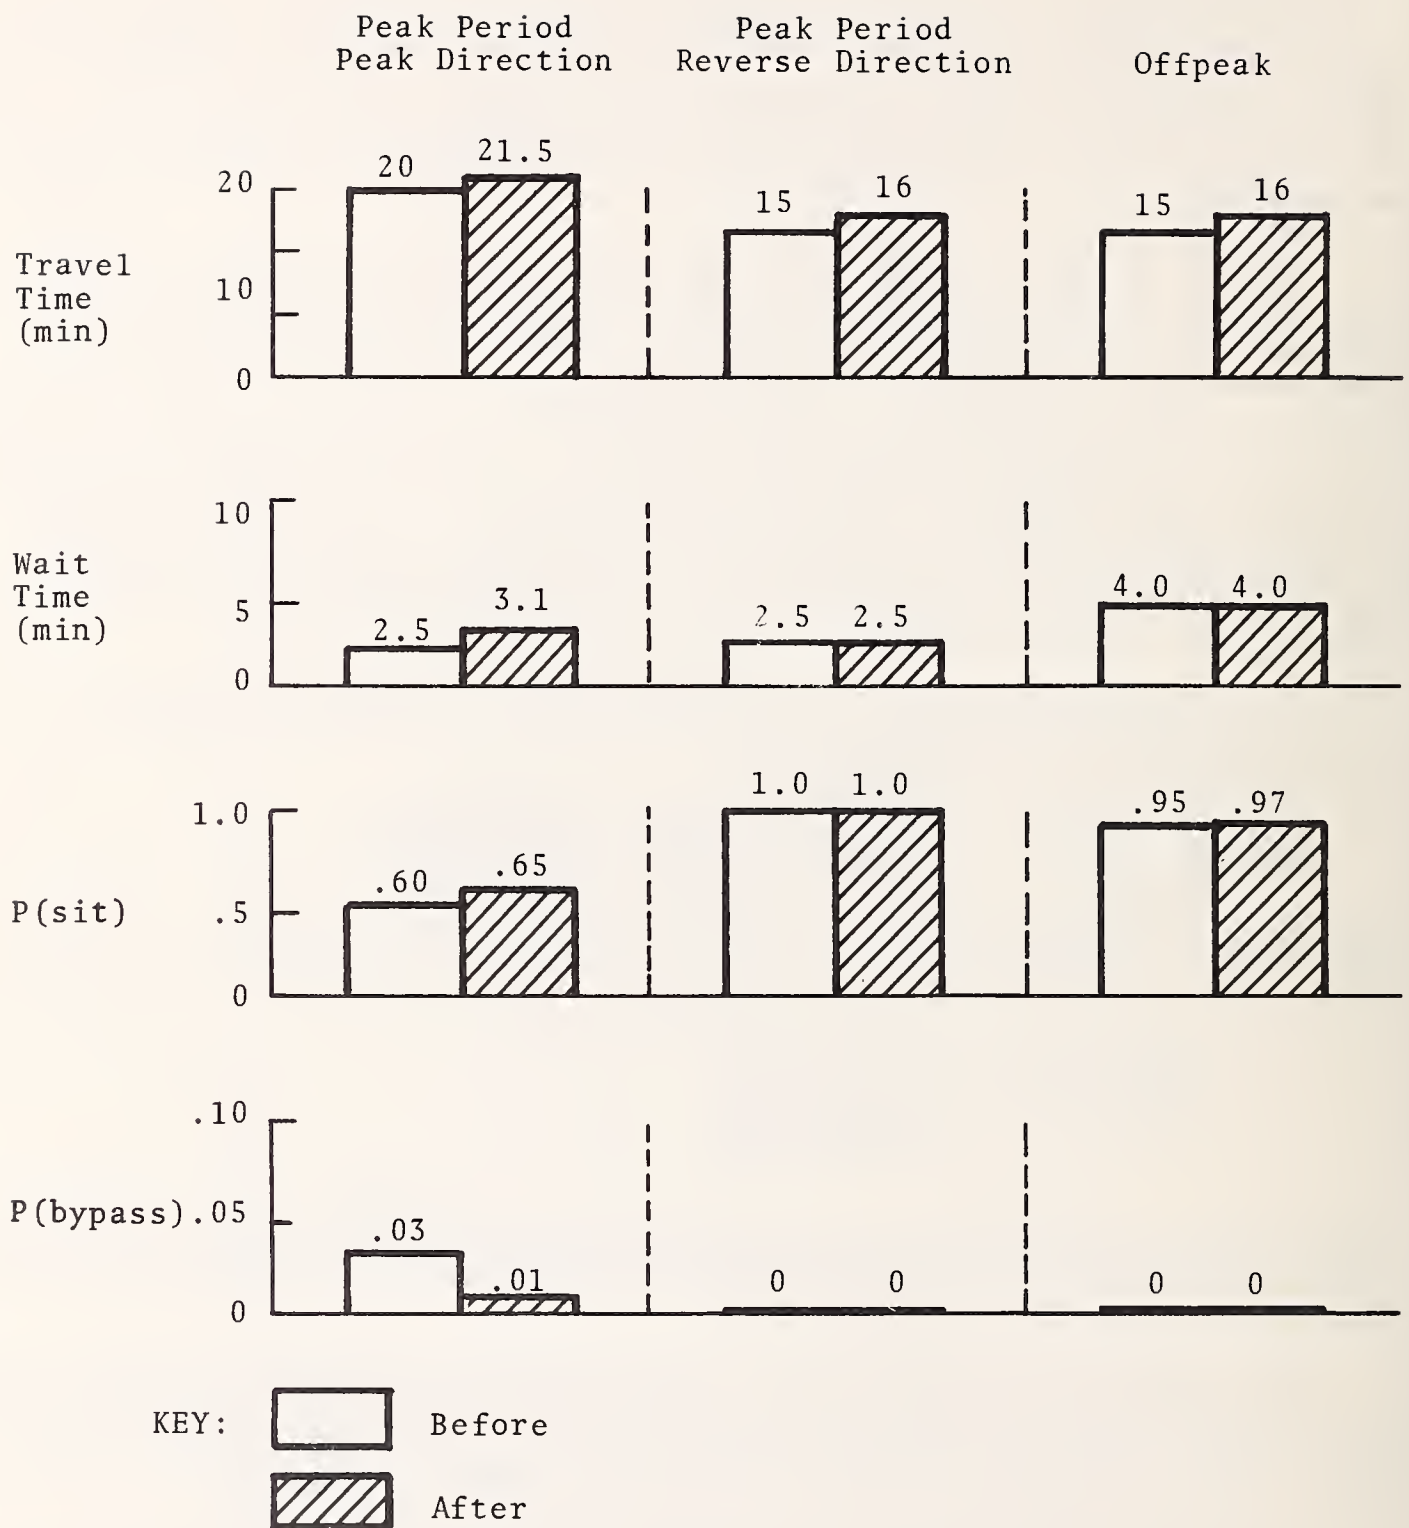 Peak Period
Peak Direction
Peak Period
Reverse Direction
Offpeak
Travel
Time
(min)
20
10
0
20
21.5
15
16
15
16
Wait
Time
(min)
10
5
0
2.5
3.1
2.5
2.5
4.0
4.0
P(sit)
1.0
.5
0
.60
.65
1.0
1.0
.95
.97
P(bypass)
.10
.05
0
.03
.01
0
0
0
0
KEY:
Before
After